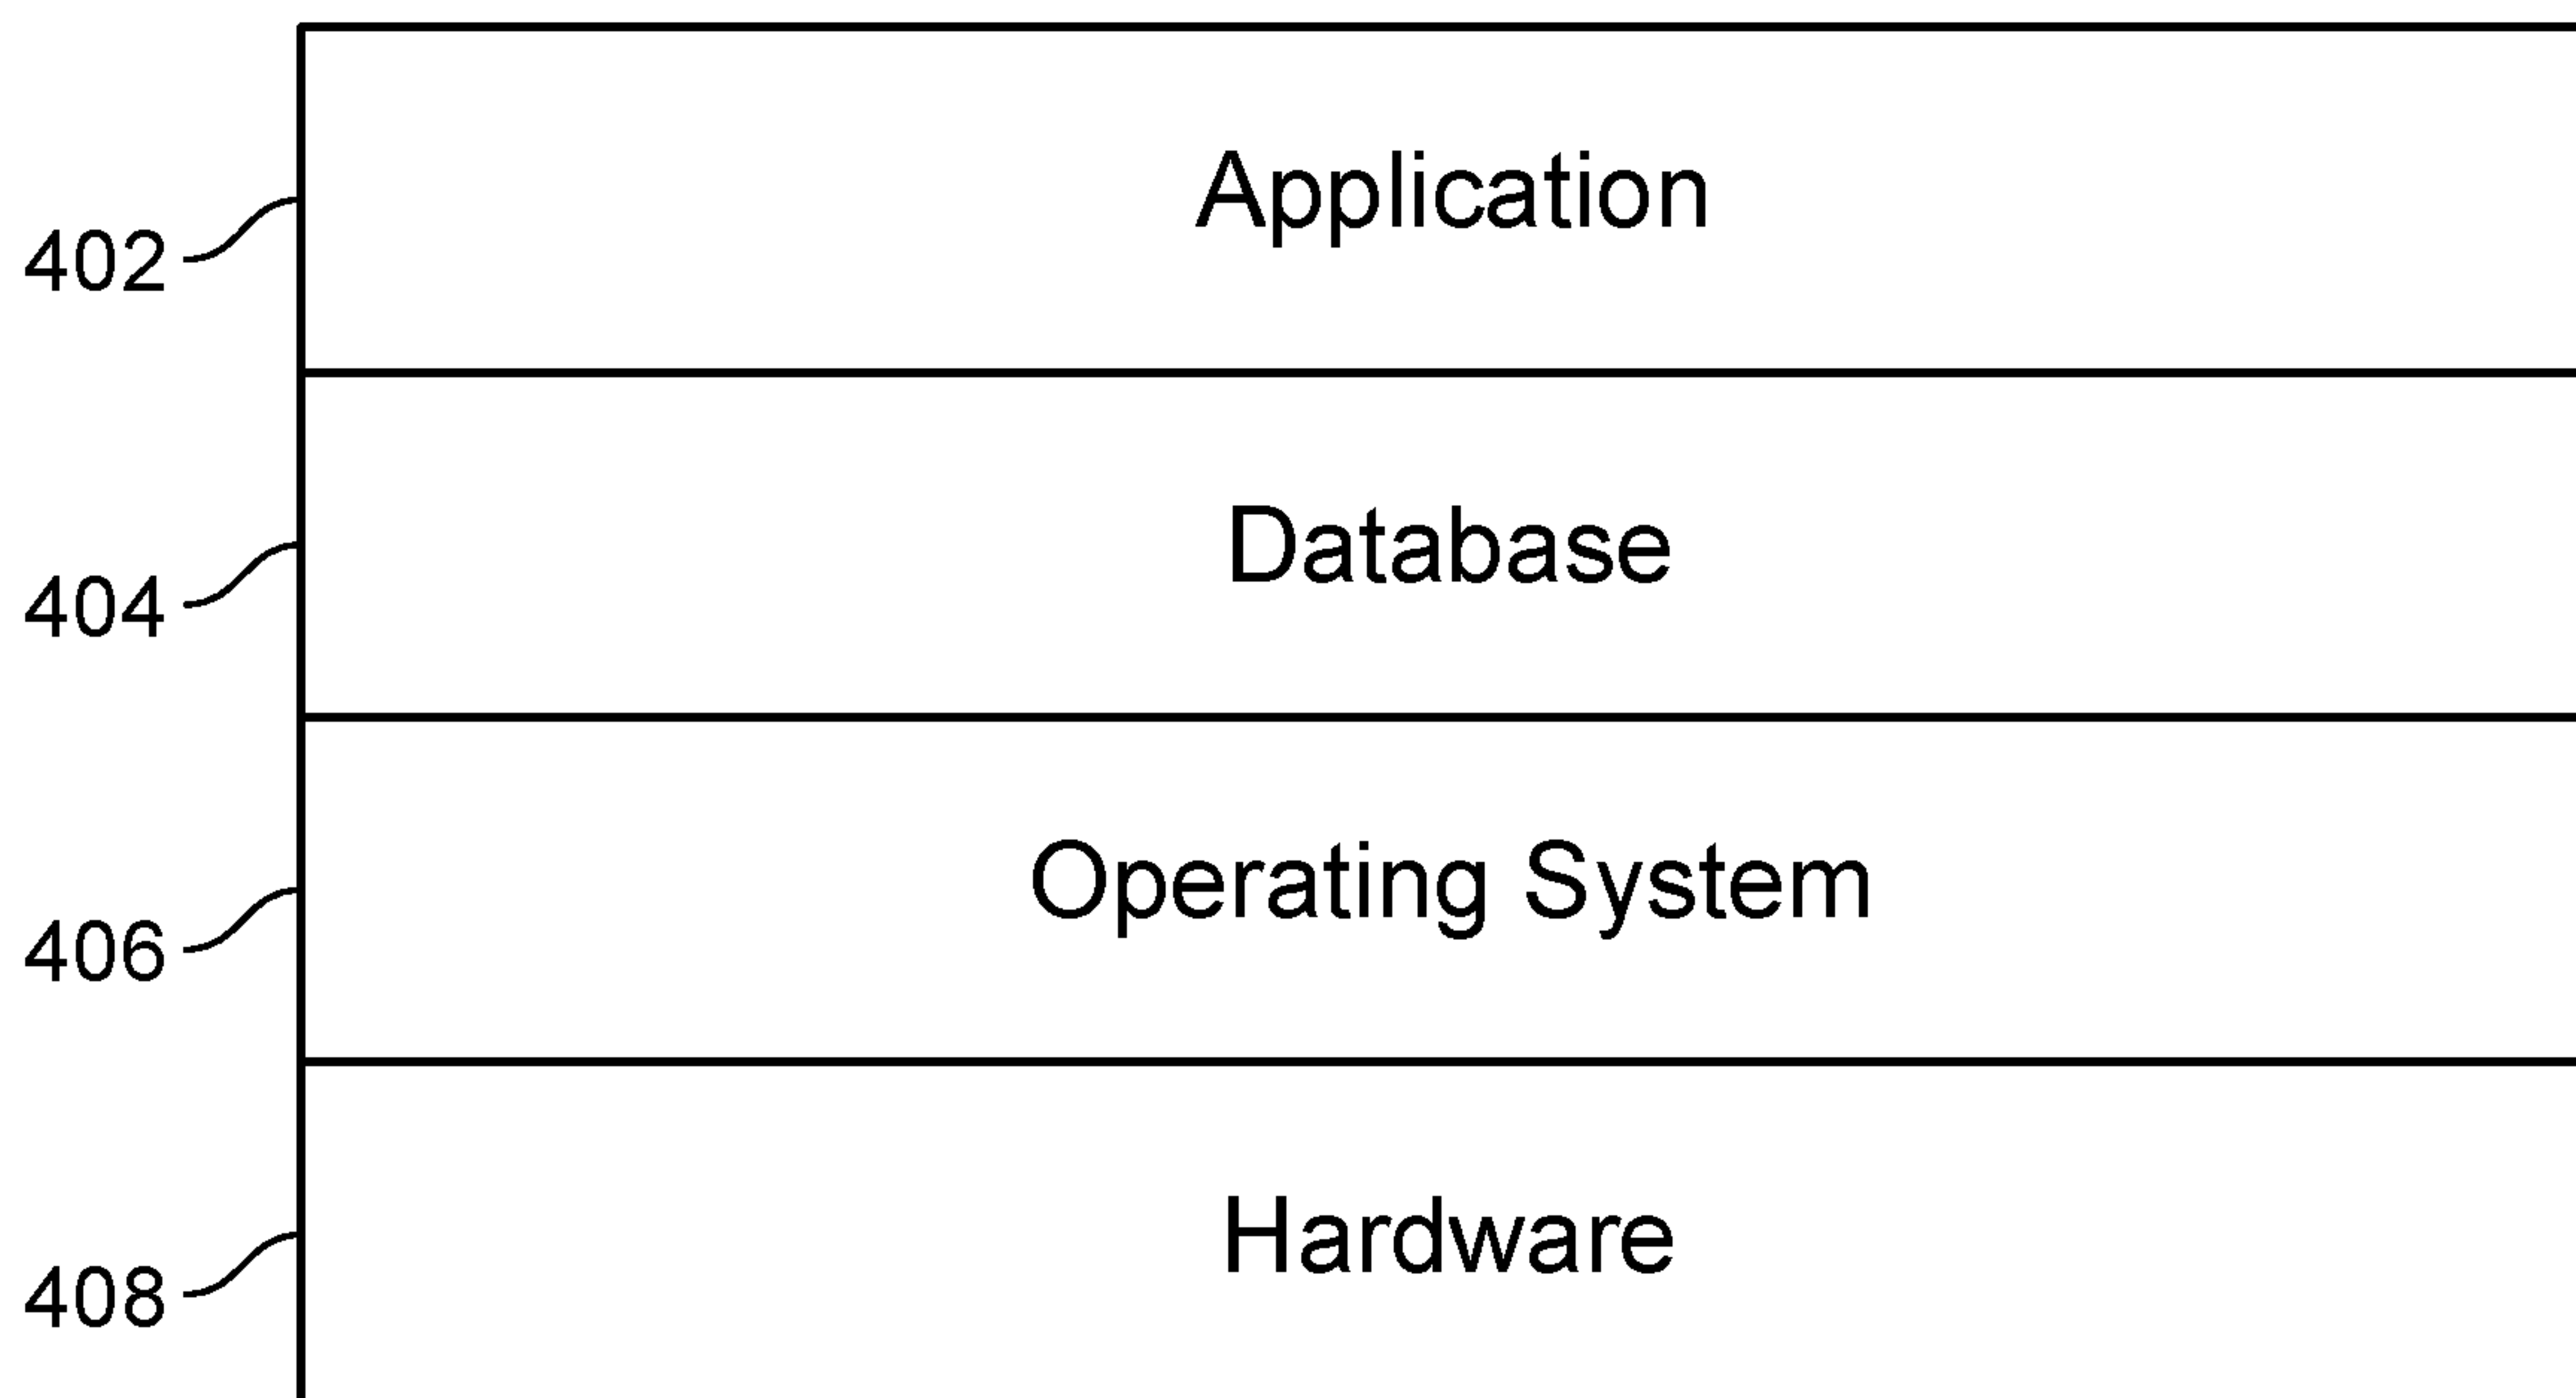 Application
402
Database
404
Operating System
406
Hardware
408